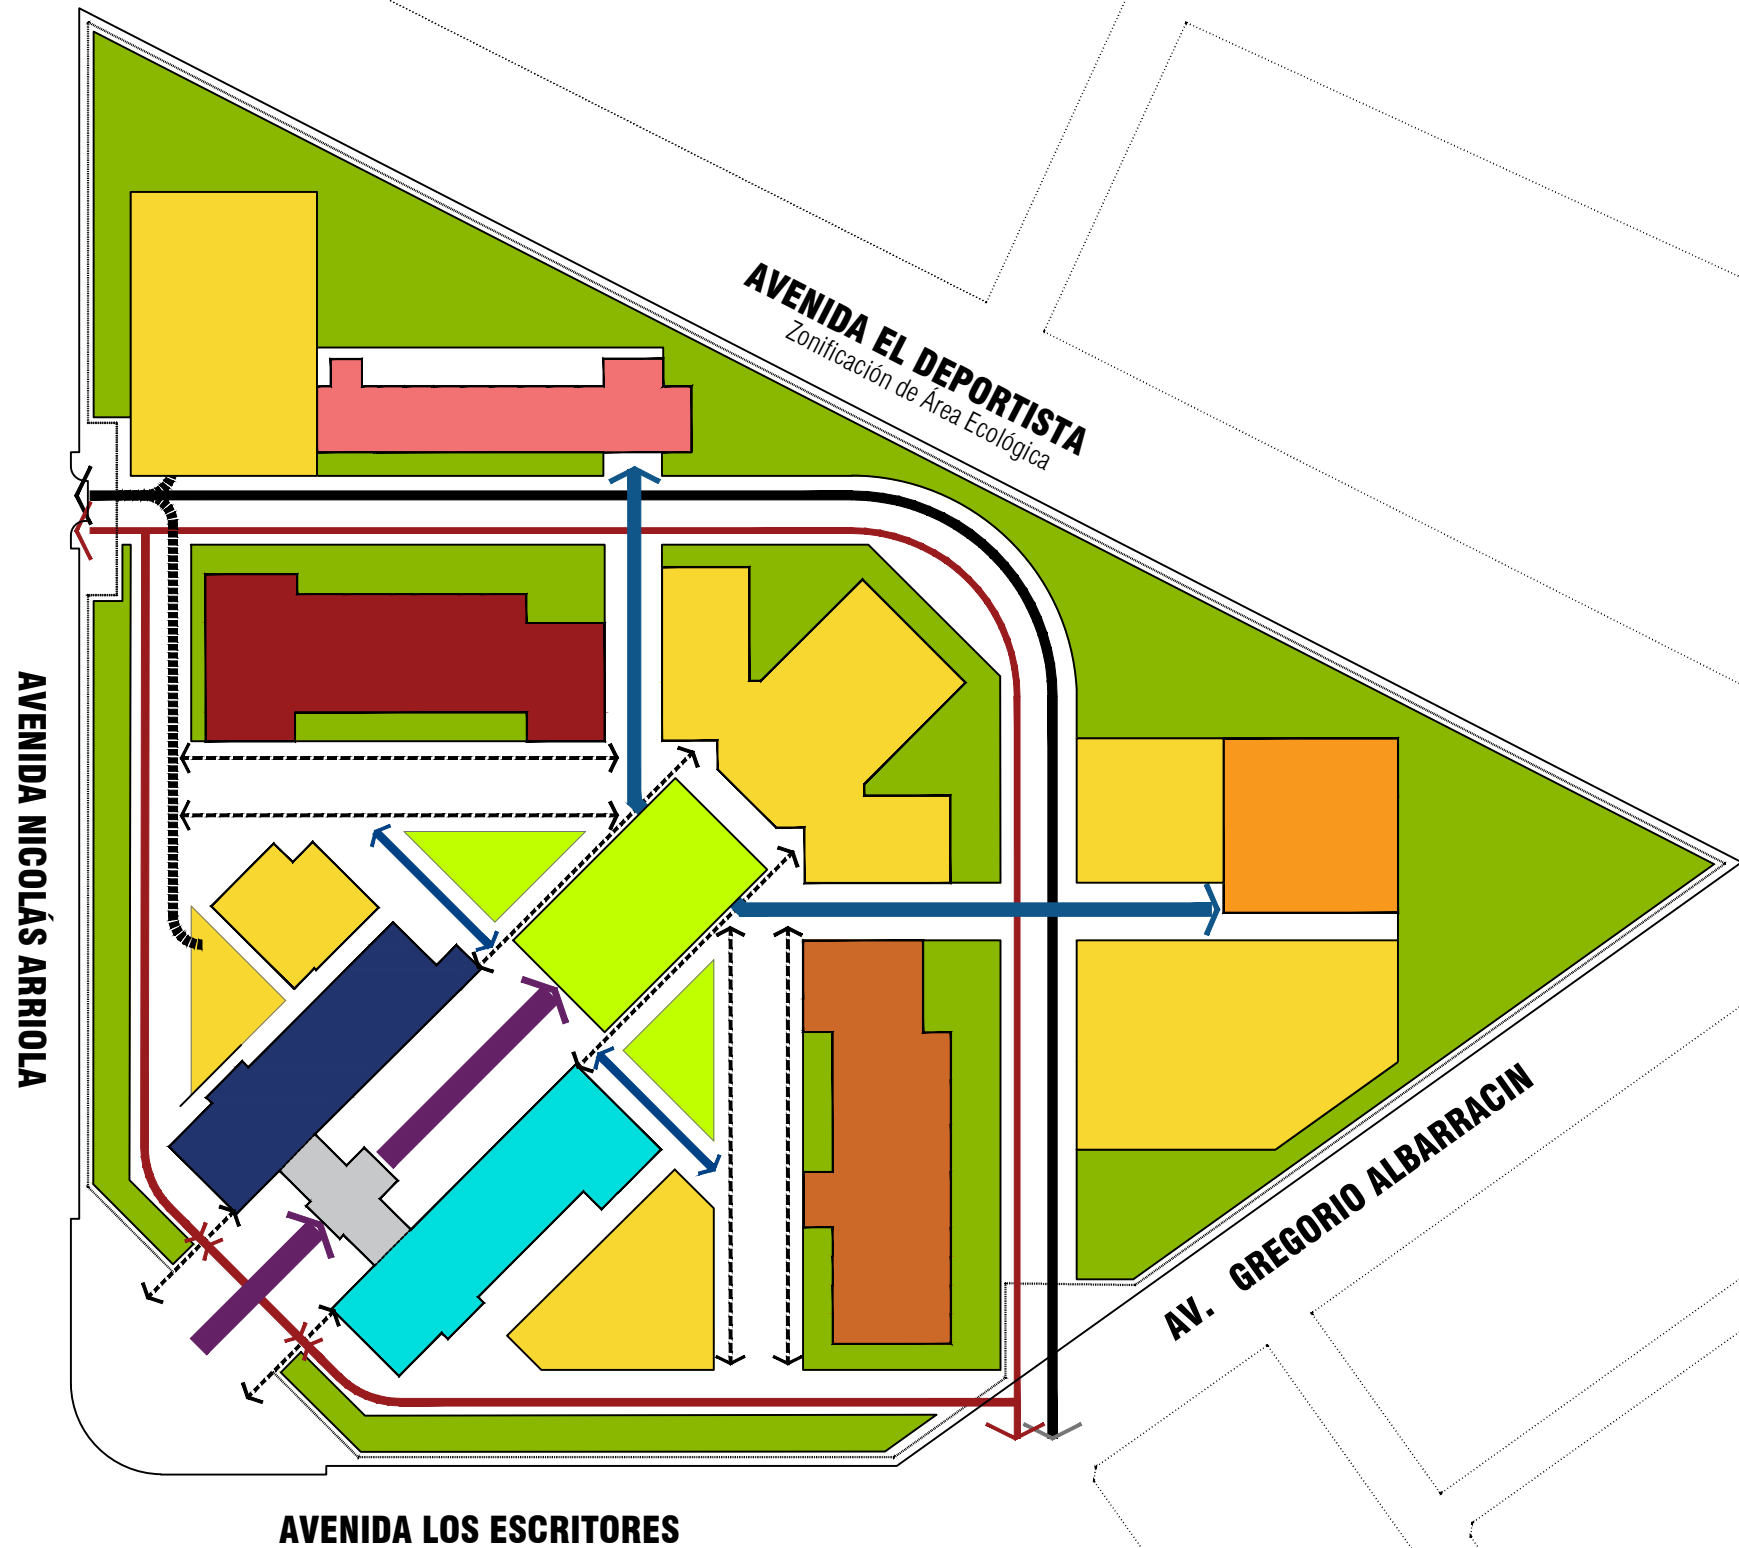 AVENIDA EL DEPORTISTA
Zonificación de Área Ecológica
AVENIDA NICOLÁS ARRIOLA
AV. GREGORIO ALBARRACIN
AVENIDA LOS ESCRITORES